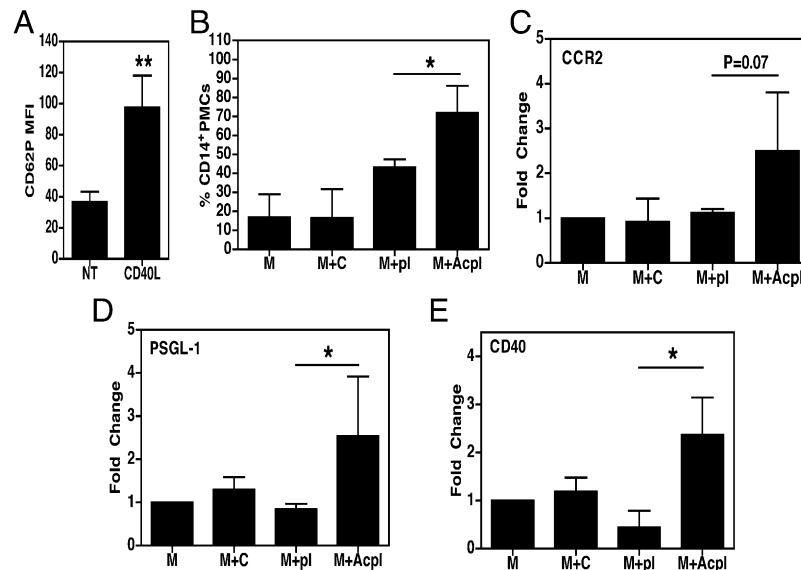 A
CD62P MFI
140
120
100
80
60
40
20
0
**
NT CD40L
B
% CD14+ PMCs
110
100
90
80
70
60
50
40
30
20
10
0
*
M M+C M+pl M+Acpl
C
CCR2
Fold Change
5
4
3
2
1
0
P=0.07
M M+C M+pl M+Acpl
D
PSGL-1
Fold Change
5
4
3
2
1
0
*
M M+C M+pl M+Acpl
E
CD40
Fold Change
4
3
2
1
0
*
M M+C M+pl M+Acpl